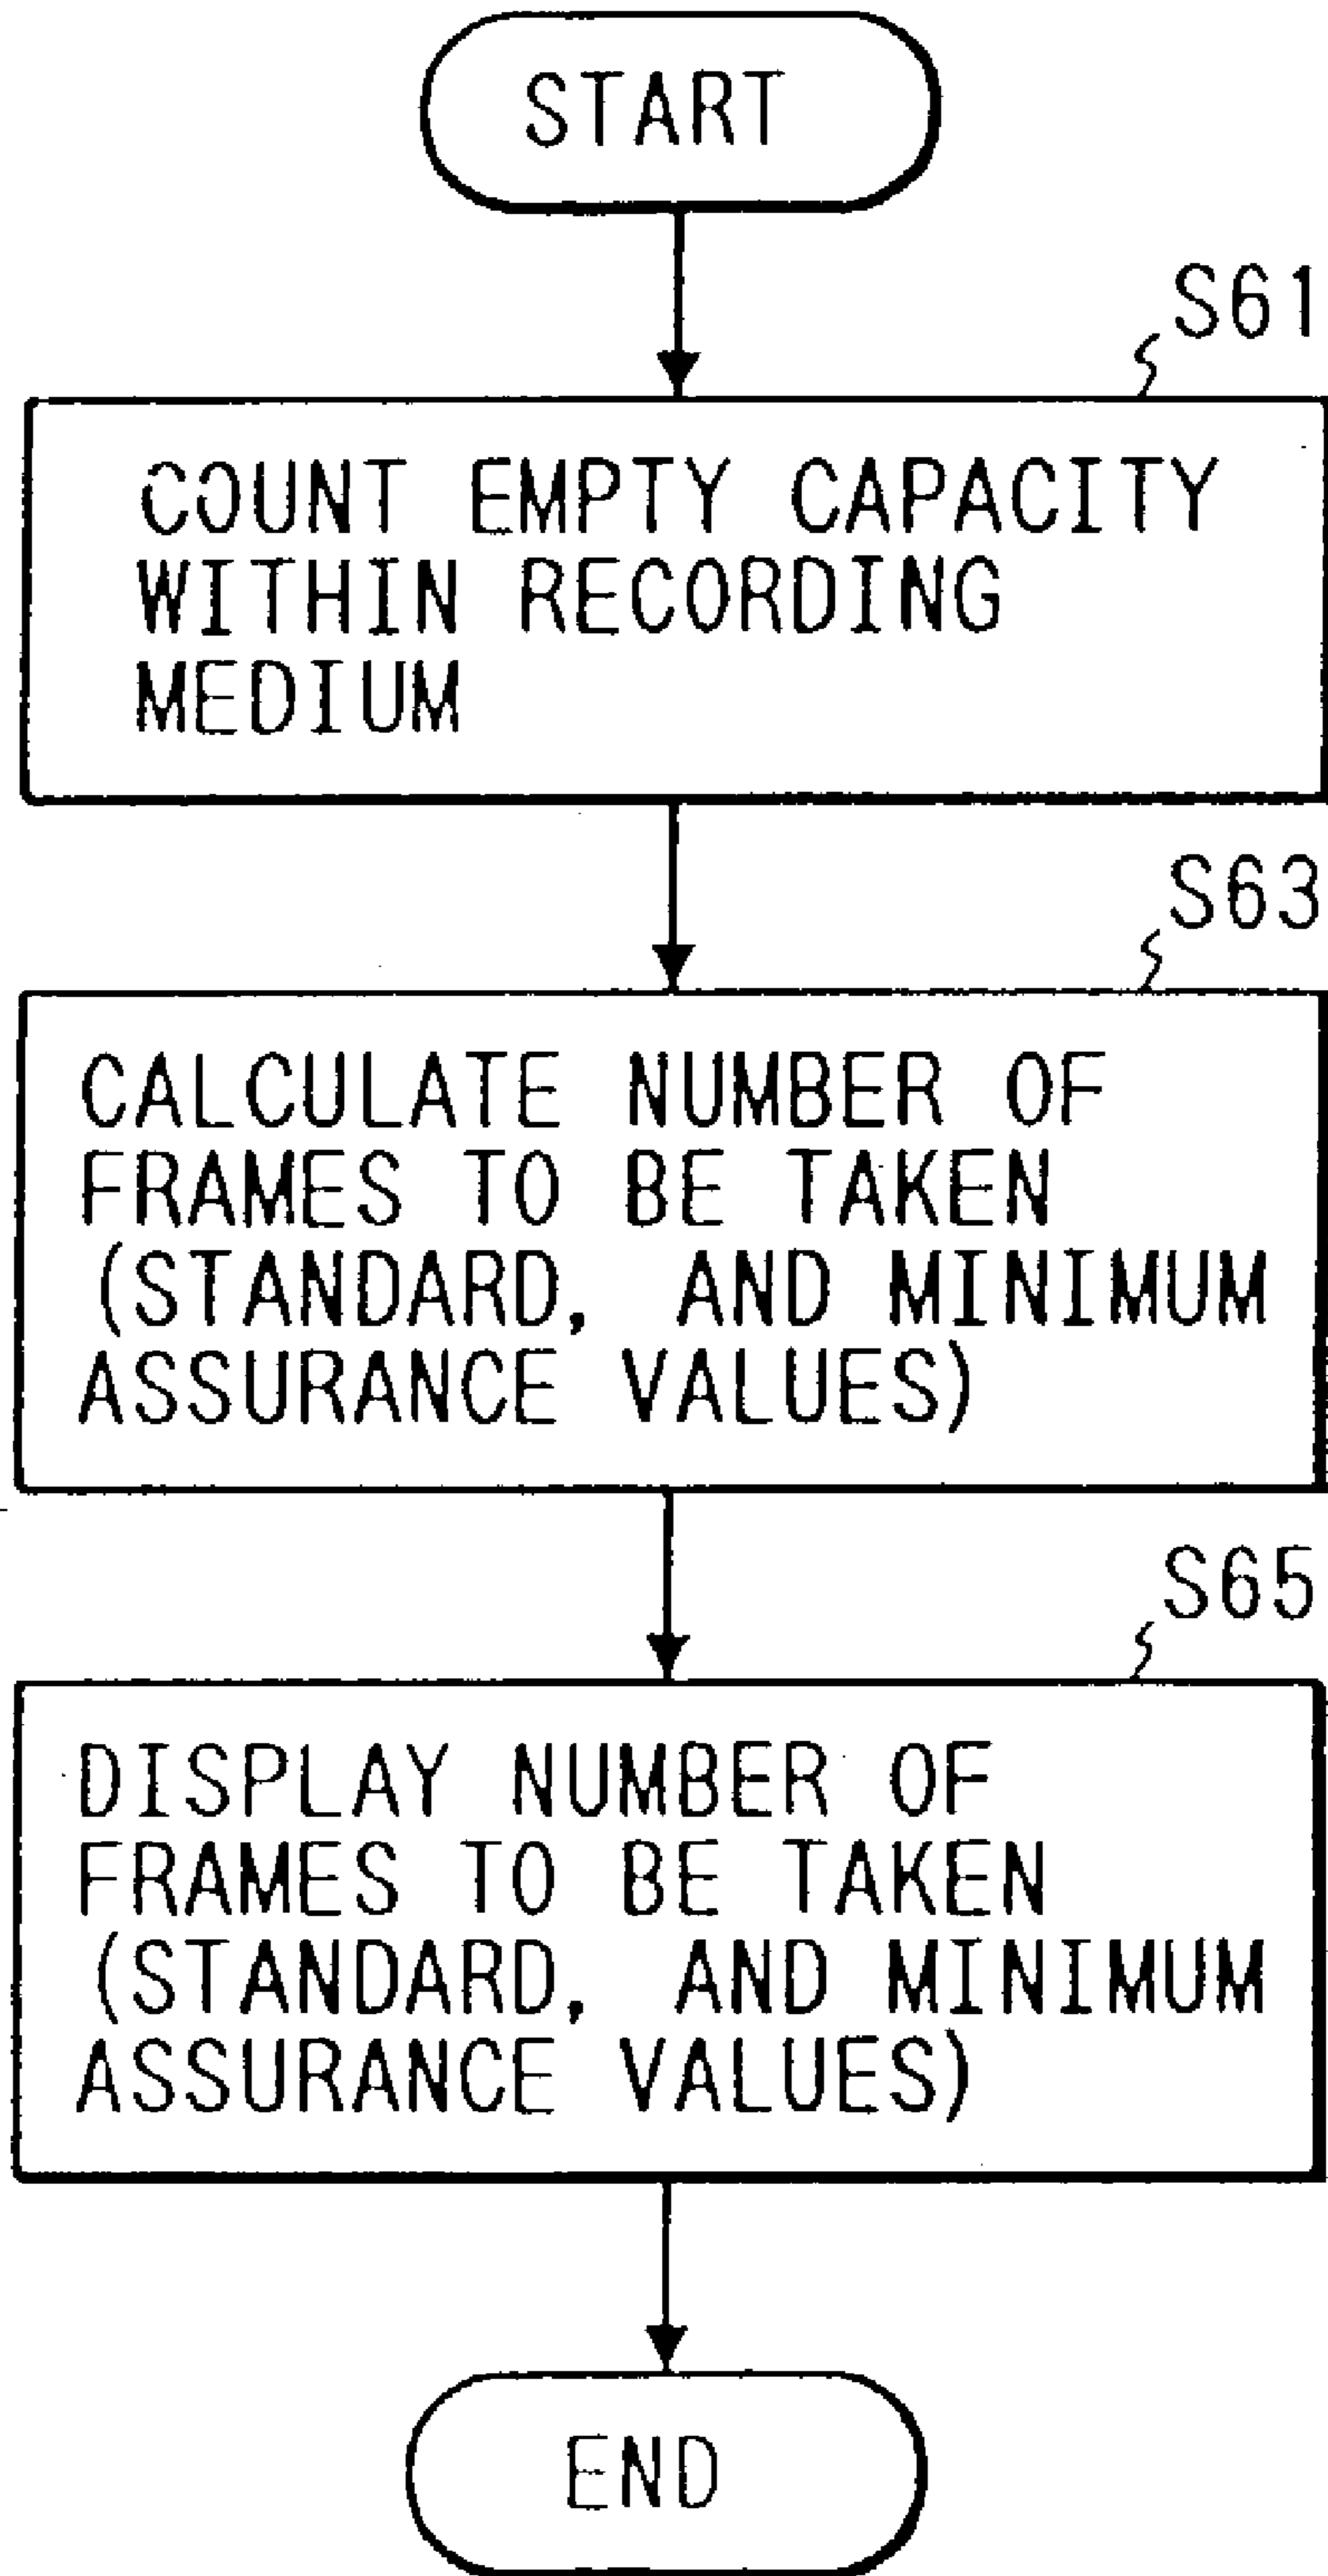 START
S61
COUNT EMPTY CAPACITY
WITHIN RECORDING
MEDIUM
S63
CALCULATE NUMBER OF
FRAMES TO BE TAKEN
(STANDARD, AND MINIMUM
ASSURANCE VALUES)
S65
DISPLAY NUMBER OF
FRAMES TO BE TAKEN
(STANDARD, AND MINIMUM
ASSURANCE VALUES)
END